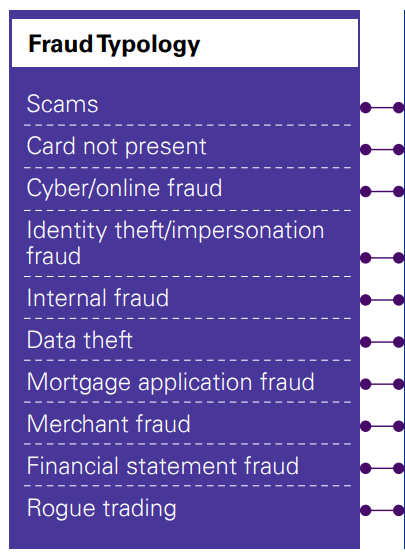 Fraud Typology
Scams
Card not present
Cyber/online fraud
Identity theft/impersonation
fraud
Internal fraud
Data theft
Mortgage application fraud
Merchant fraud
Financial statement fraud
Rogue trading